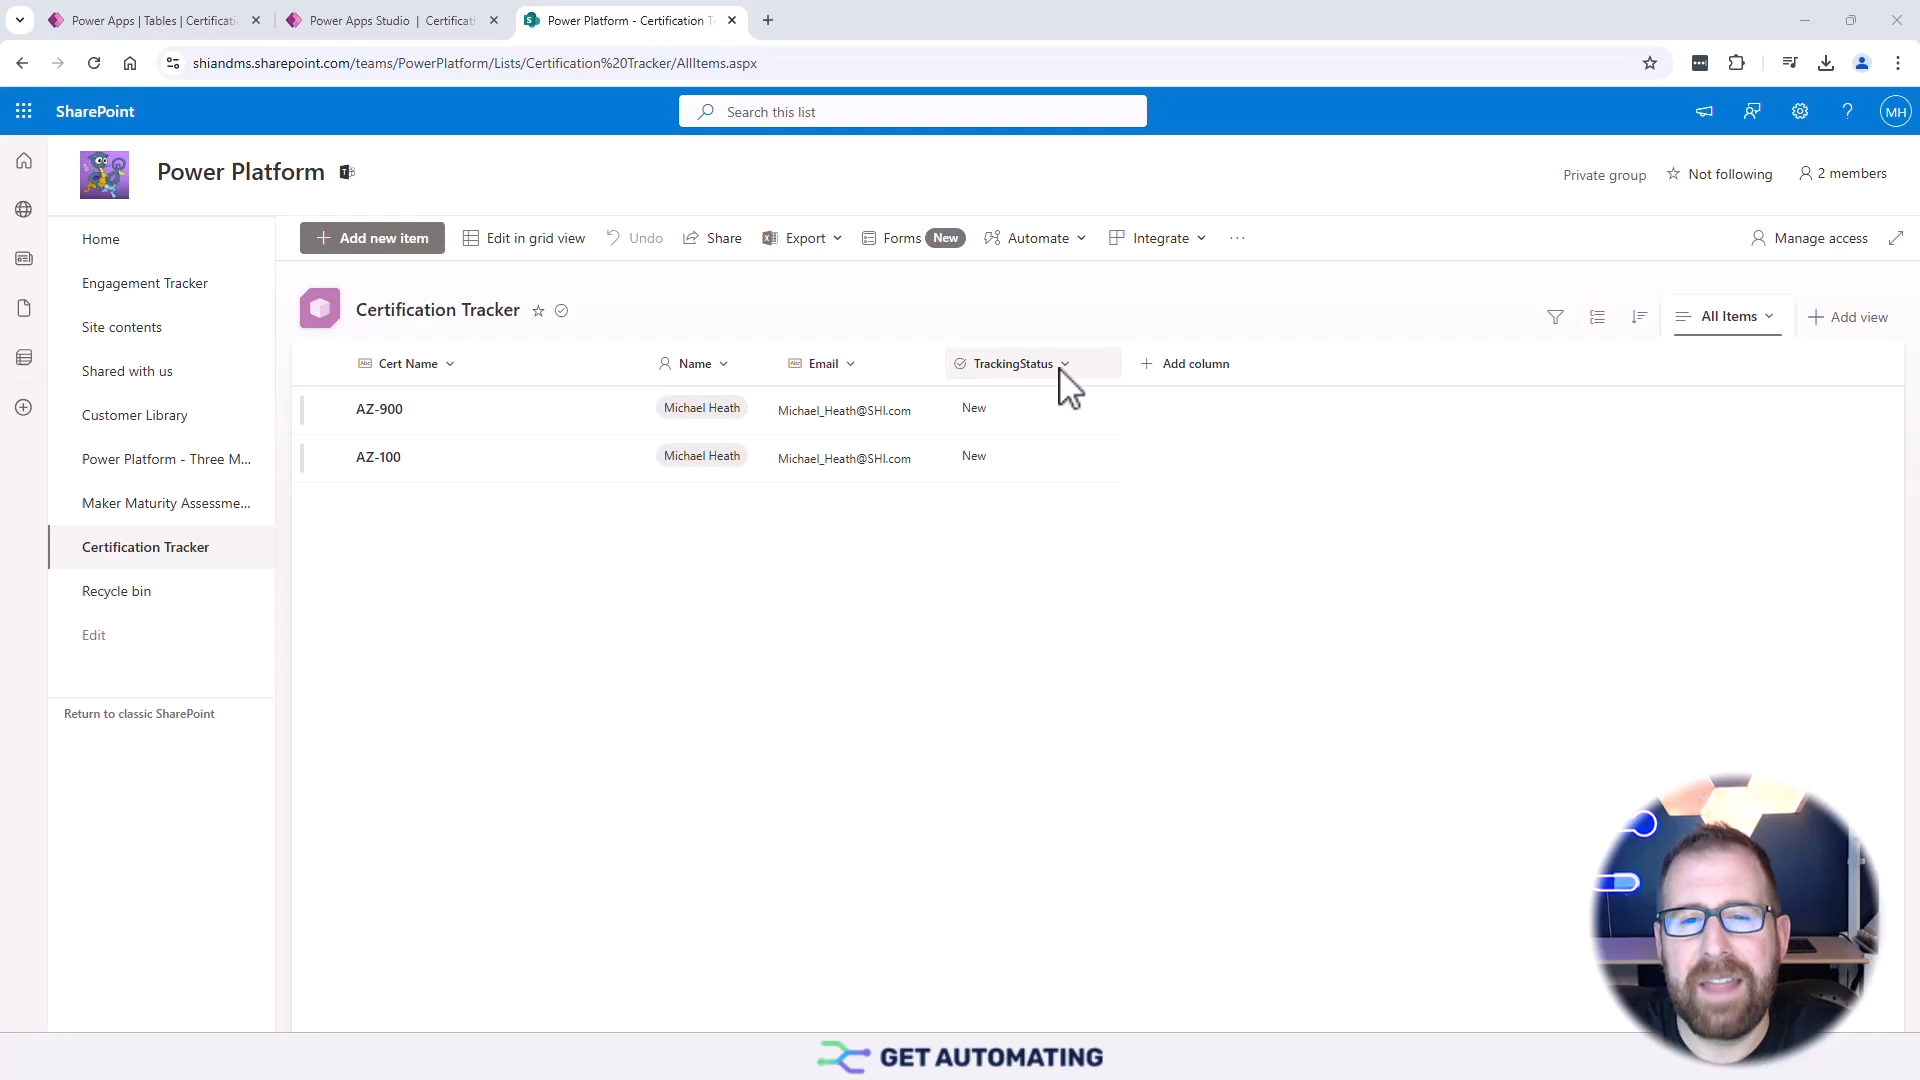 Power Apps | Tables | Certificati
Power Apps Studio | Certificati
Power Platform - Certification T
shiandms.sharepoint.com/teams/PowerPlatform/Lists/Certification%20Tracker/AllItems.aspx
SharePoint
Search this list
MH
Power Platform
Private group
Not following
2 members
Home
Engagement Tracker
Site contents
Shared with us
Customer Library
Power Platform - Three M...
Maker Maturity Assessme...
Certification Tracker
Recycle bin
Edit
Return to classic SharePoint
Add new item
Edit in grid view
Undo
Share
Export
Forms New
Automate
Integrate
Manage access
Certification Tracker
All Items
Add view
Cert Name
Name
Email
TrackingStatus
Add column
AZ-900
Michael Heath
Michael_Heath@SHI.com
New
AZ-100
Michael Heath
Michael_Heath@SHI.com
New
GET AUTOMATING